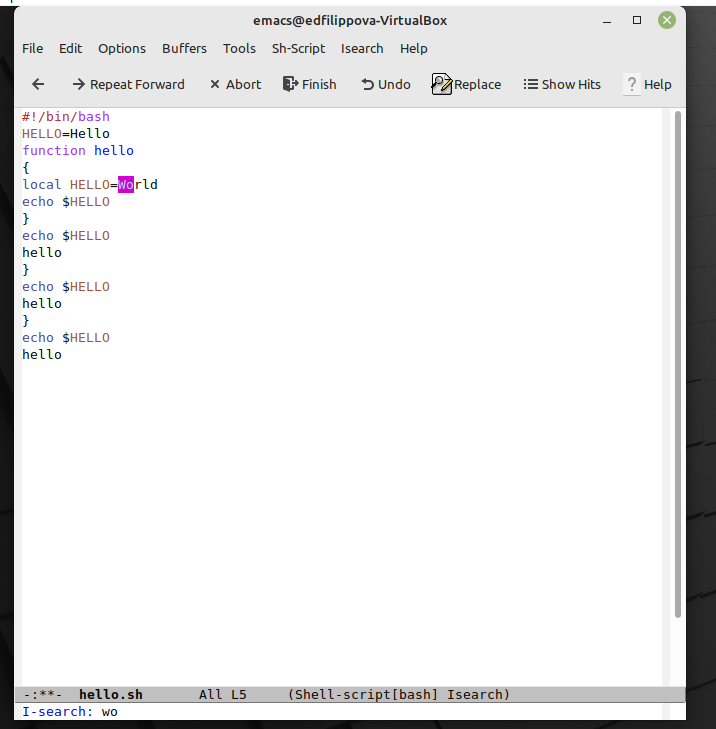 emacs@edfilippova-VirtualBox
File Edit Options Buffers Tools Sh-Script Isearch Help
Repeat Forward Abort Finish Undo Replace Show Hits ? Help
#!/bin/bash
HELLO=Hello
function hello
{
local HELLO=World
echo $HELLO
}
echo $HELLO
hello
}
echo $HELLO
hello
}
echo $HELLO
hello
-:**- hello.sh All L5 (Shell-script[bash] Isearch)
I-search: wo